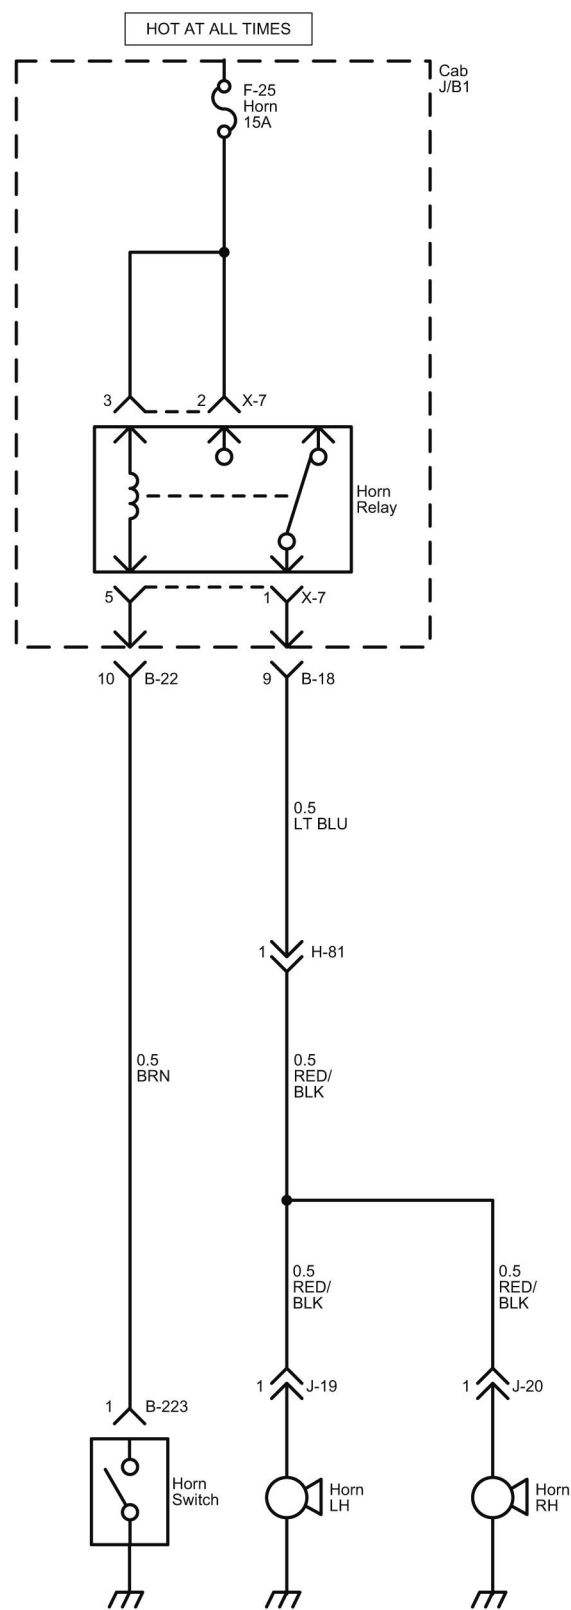 HOT AT ALL TIMES
Cab
J/B1
F-25
Horn
15A
3
2
X-7
Horn
Relay
5
1
X-7
10
B-22
9
B-18
0.5
LT BLU
1
H-81
0.5
BRN
0.5
RED/
BLK
0.5
RED/
BLK
0.5
RED/
BLK
1
J-19
1
J-20
1
B-223
Horn
Switch
Horn
LH
Horn
RH